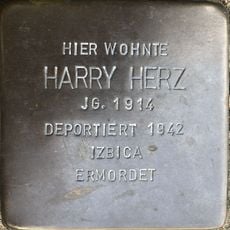 HIER WOHNTE
HARRY HERZ
JG. 1914
DEPORTIERT 1942
IZBICA
ERMORDET